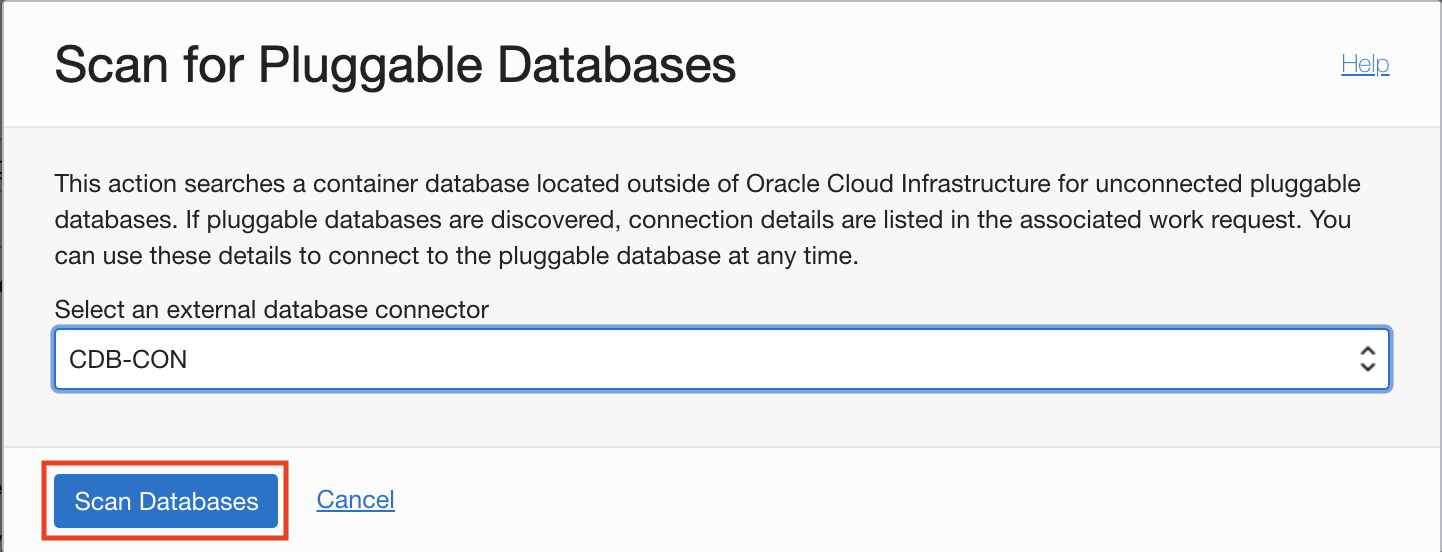 Scan for Pluggable Databases
Help
This action searches a container database located outside of Oracle Cloud Infrastructure for unconnected pluggable
databases. If pluggable databases are discovered, connection details are listed in the associated work request. You
can use these details to connect to the pluggable database at any time.
Select an external database connector
CDB-CON
Scan Databases
Cancel